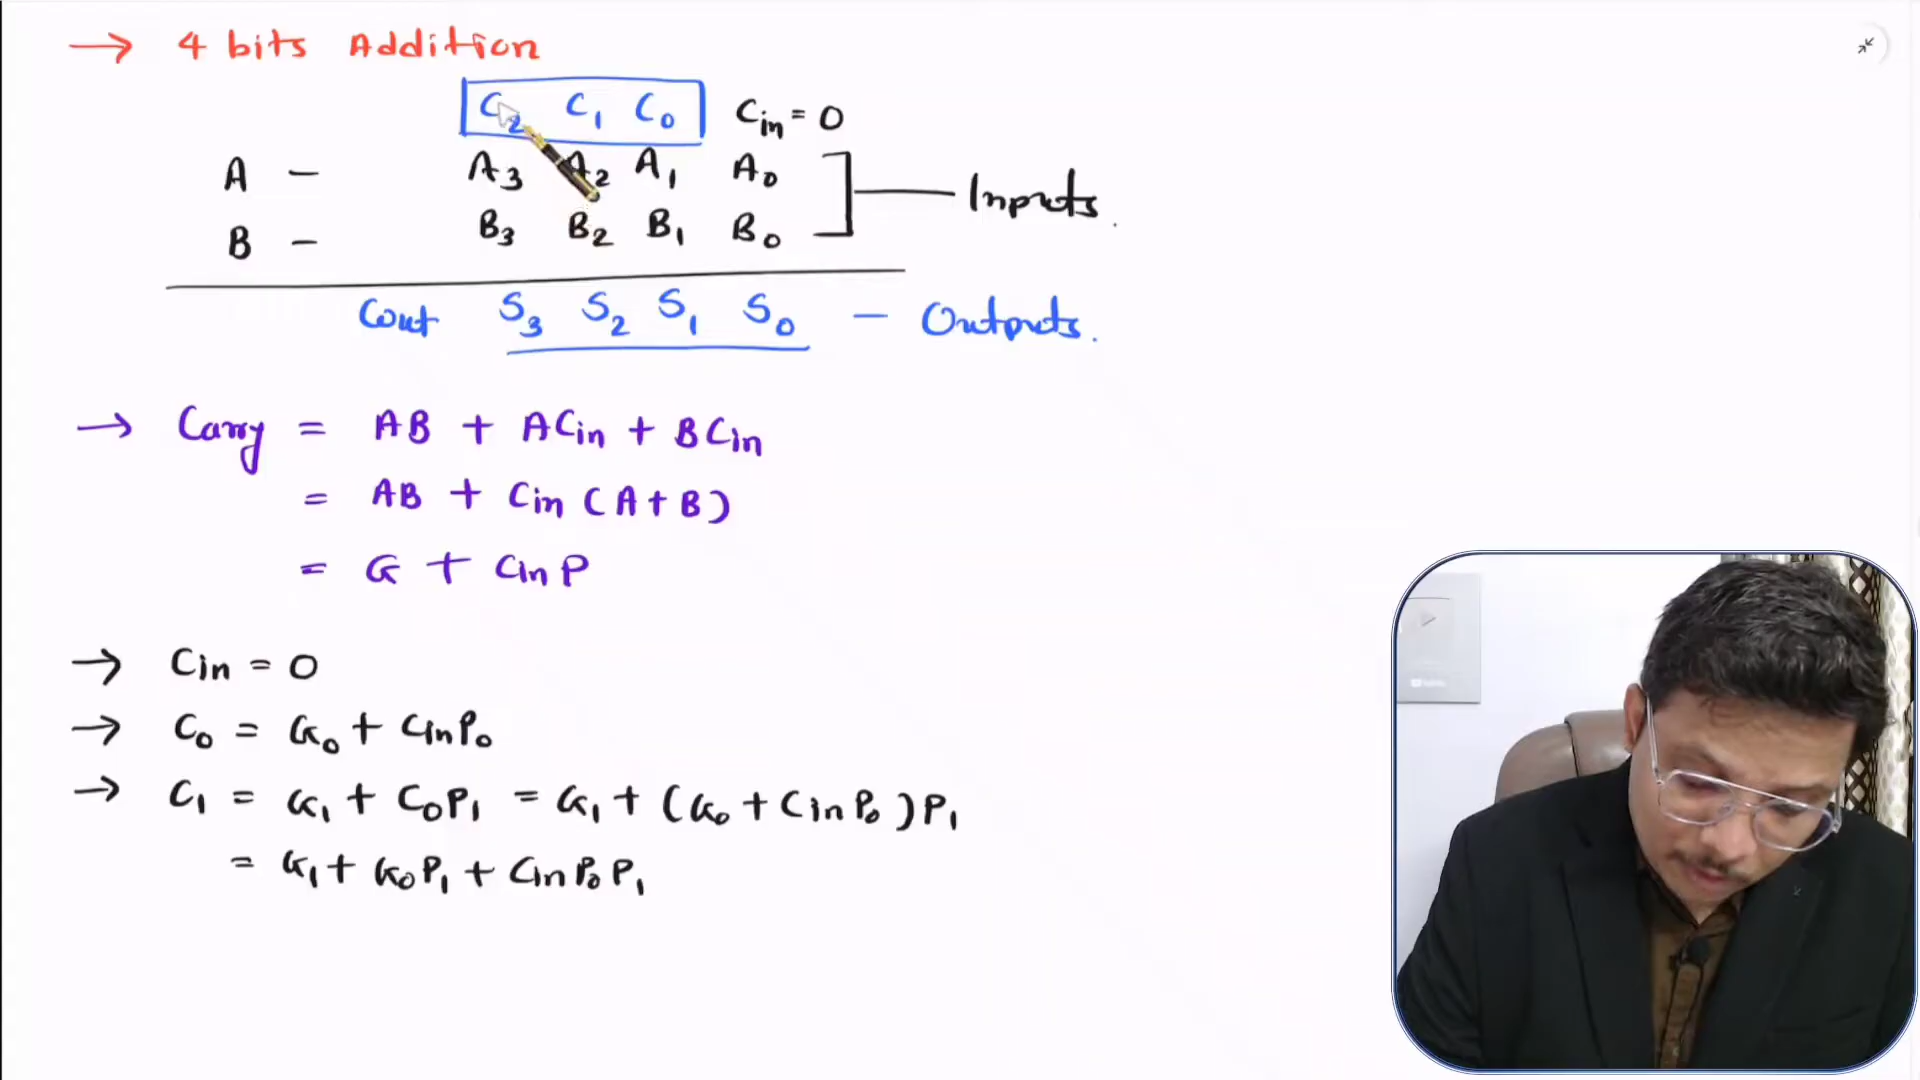 → 4 bits Addition
C2 C1 C0 Cin = 0
A - A3 A2 A1 A0
Inputs.
B - B3 B2 B1 B0
Cout S3 S2 S1 S0 - Outputs.
→ Carry = AB + ACin + BCin
= AB + Cin (A+B)
= G + Cin P
→ Cin = 0
→ C0 = G0 + CinP0
→ C1 = G1 + C0P1 = G1 + (G0 + CinP0)P1
= G1 + G0P1 + CinP0P1